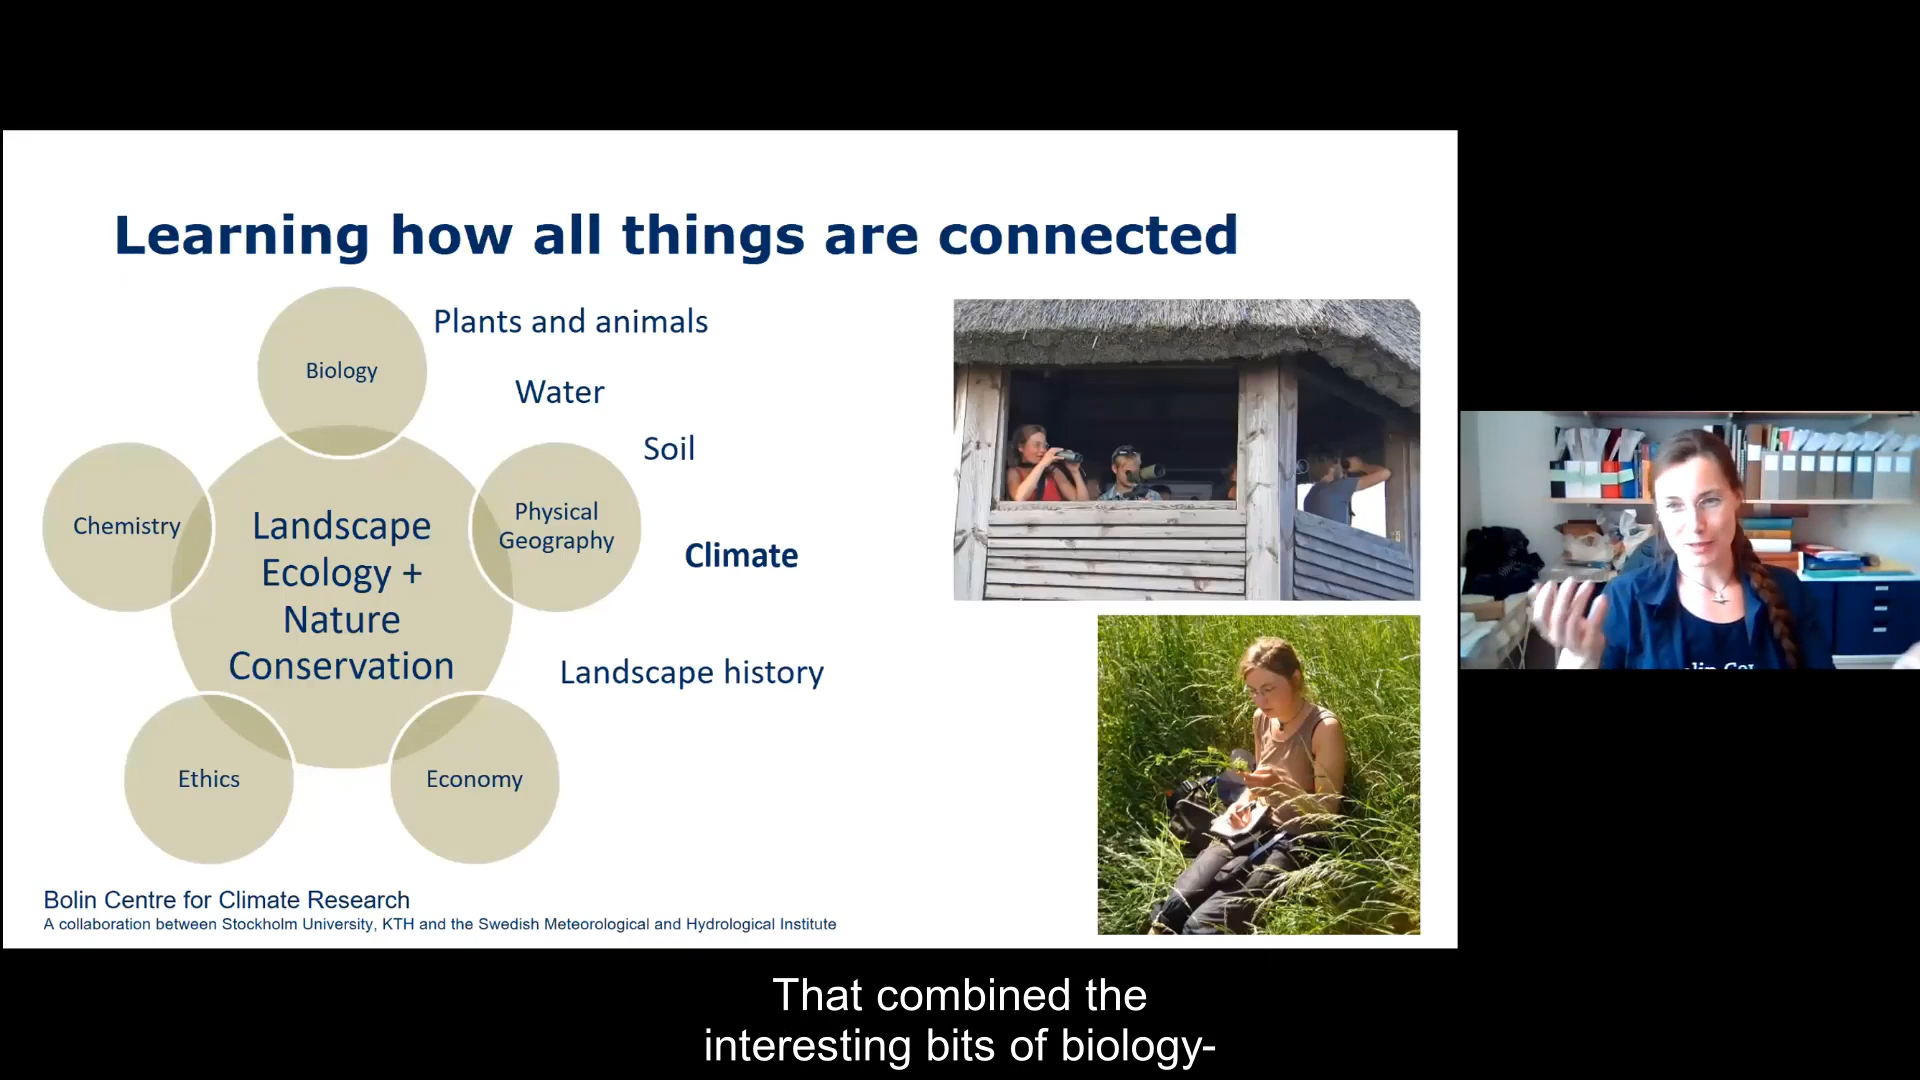 Learning how all things are connected
Biology
Plants and animals
Water
Soil
Chemistry
Landscape
Ecology +
Nature
Conservation
Physical
Geography
Climate
Landscape history
Ethics
Economy
Bolin Centre for Climate Research
A collaboration between Stockholm University, KTH and the Swedish Meteorological and Hydrological Institute
That combined the
interesting bits of biology-